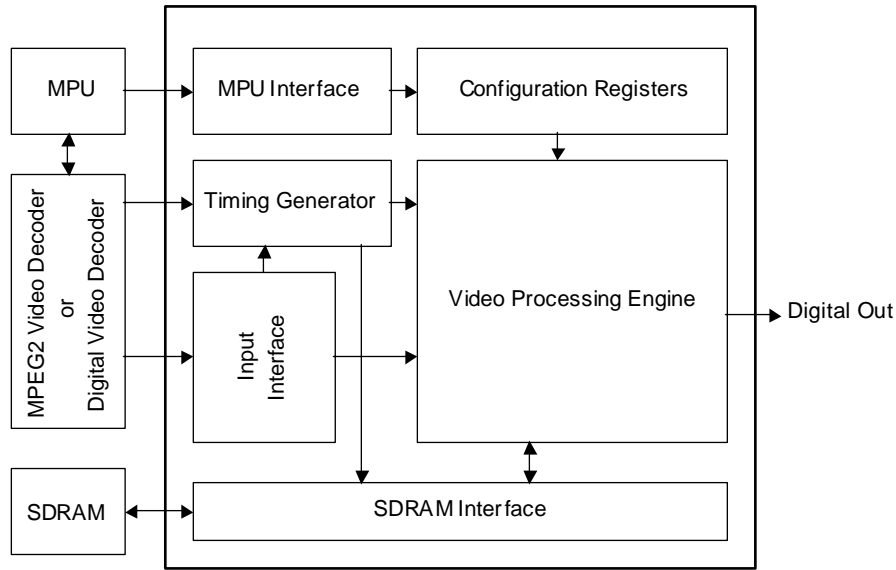 MPU
MPU Interface
Configuration Registers
MPEG2 Video Decoder
or
Digital Video Decoder
Timing Generator
Input
Interface
Video Processing Engine
Digital Out
SDRAM
SDRAM Interface